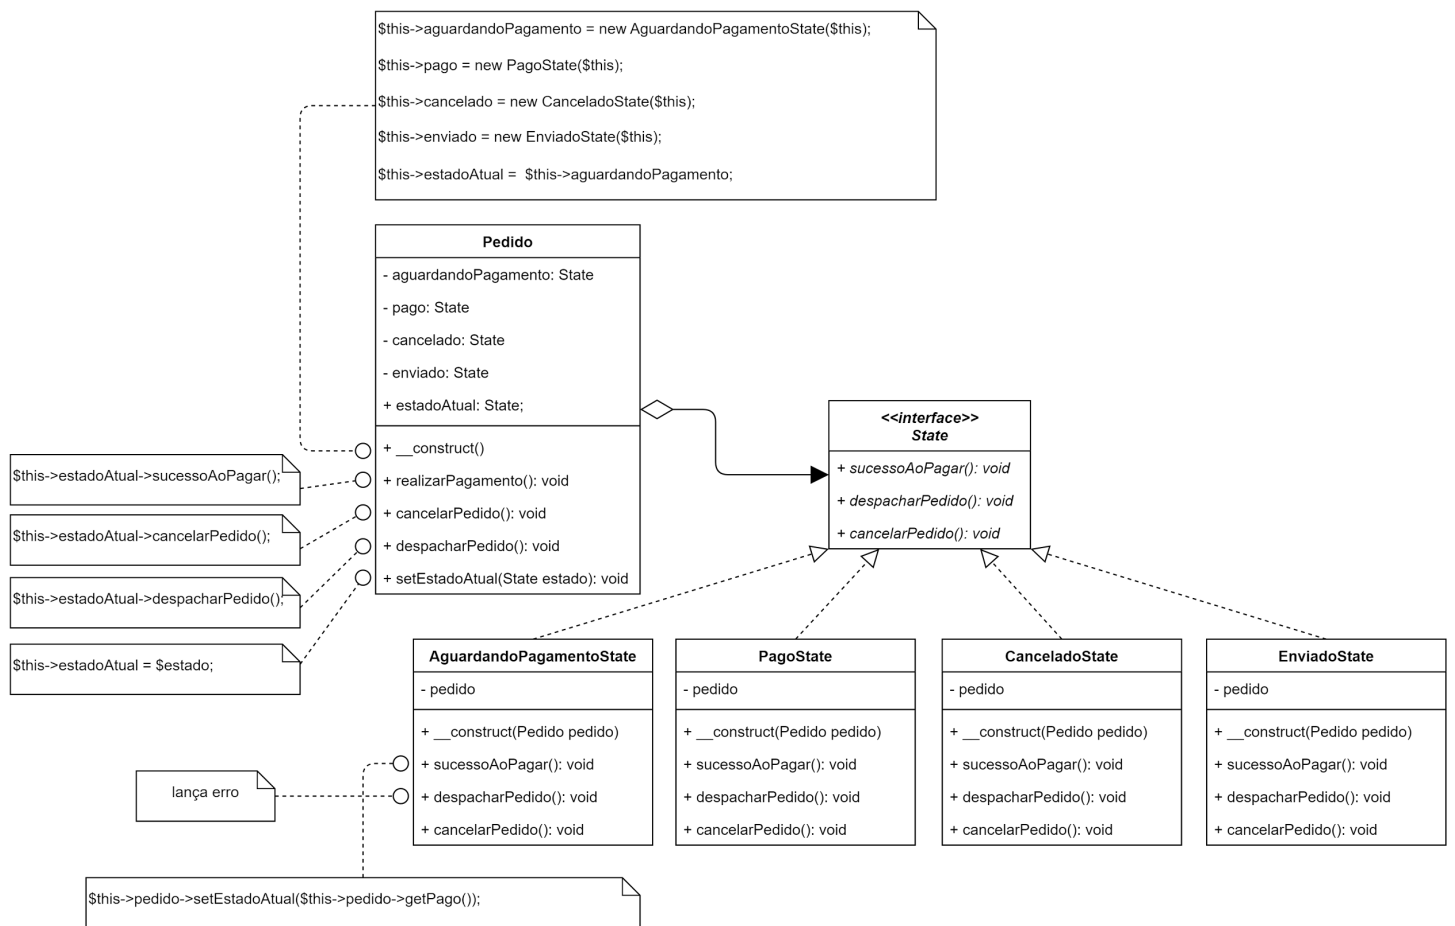 $this->aguardandoPagamento = new AguardandoPagamentoState($this);
$this->pago = new PagoState($this);
$this->cancelado = new CanceladoState($this);
$this->enviado = new EnviadoState($this);
$this->estadoAtual =  $this->aguardandoPagamento;
Pedido
- aguardandoPagamento: State
- pago: State
- cancelado: State
- enviado: State
+ estadoAtual: State;
+ __construct()
+ realizarPagamento(): void
+ cancelarPedido(): void
+ despacharPedido(): void
+ setEstadoAtual(State estado): void
$this->estadoAtual->sucessoAoPagar();
$this->estadoAtual->cancelarPedido();
$this->estadoAtual->despacharPedido();
$this->estadoAtual = $estado;
<<interface>>
State
+ sucessoAoPagar(): void
+ despacharPedido(): void
+ cancelarPedido(): void
AguardandoPagamentoState
- pedido
+ __construct(Pedido pedido)
+ sucessoAoPagar(): void
+ despacharPedido(): void
+ cancelarPedido(): void
PagoState
- pedido
+ __construct(Pedido pedido)
+ sucessoAoPagar(): void
+ despacharPedido(): void
+ cancelarPedido(): void
CanceladoState
- pedido
+ __construct(Pedido pedido)
+ sucessoAoPagar(): void
+ despacharPedido(): void
+ cancelarPedido(): void
EnviadoState
- pedido
+ __construct(Pedido pedido)
+ sucessoAoPagar(): void
+ despacharPedido(): void
+ cancelarPedido(): void
lança erro
$this->pedido->setEstadoAtual($this->pedido->getPago());